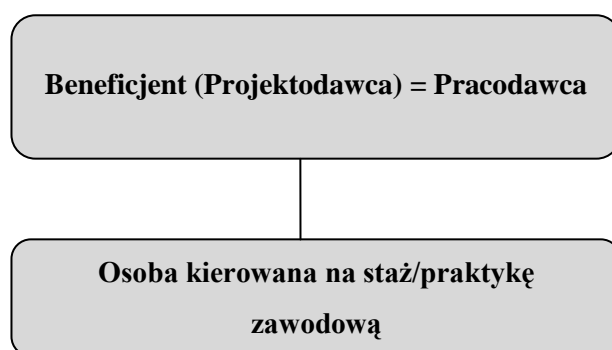 Beneficjent (Projektodawca) = Pracodawca
Osoba kierowana na staż/praktykę
zawodową